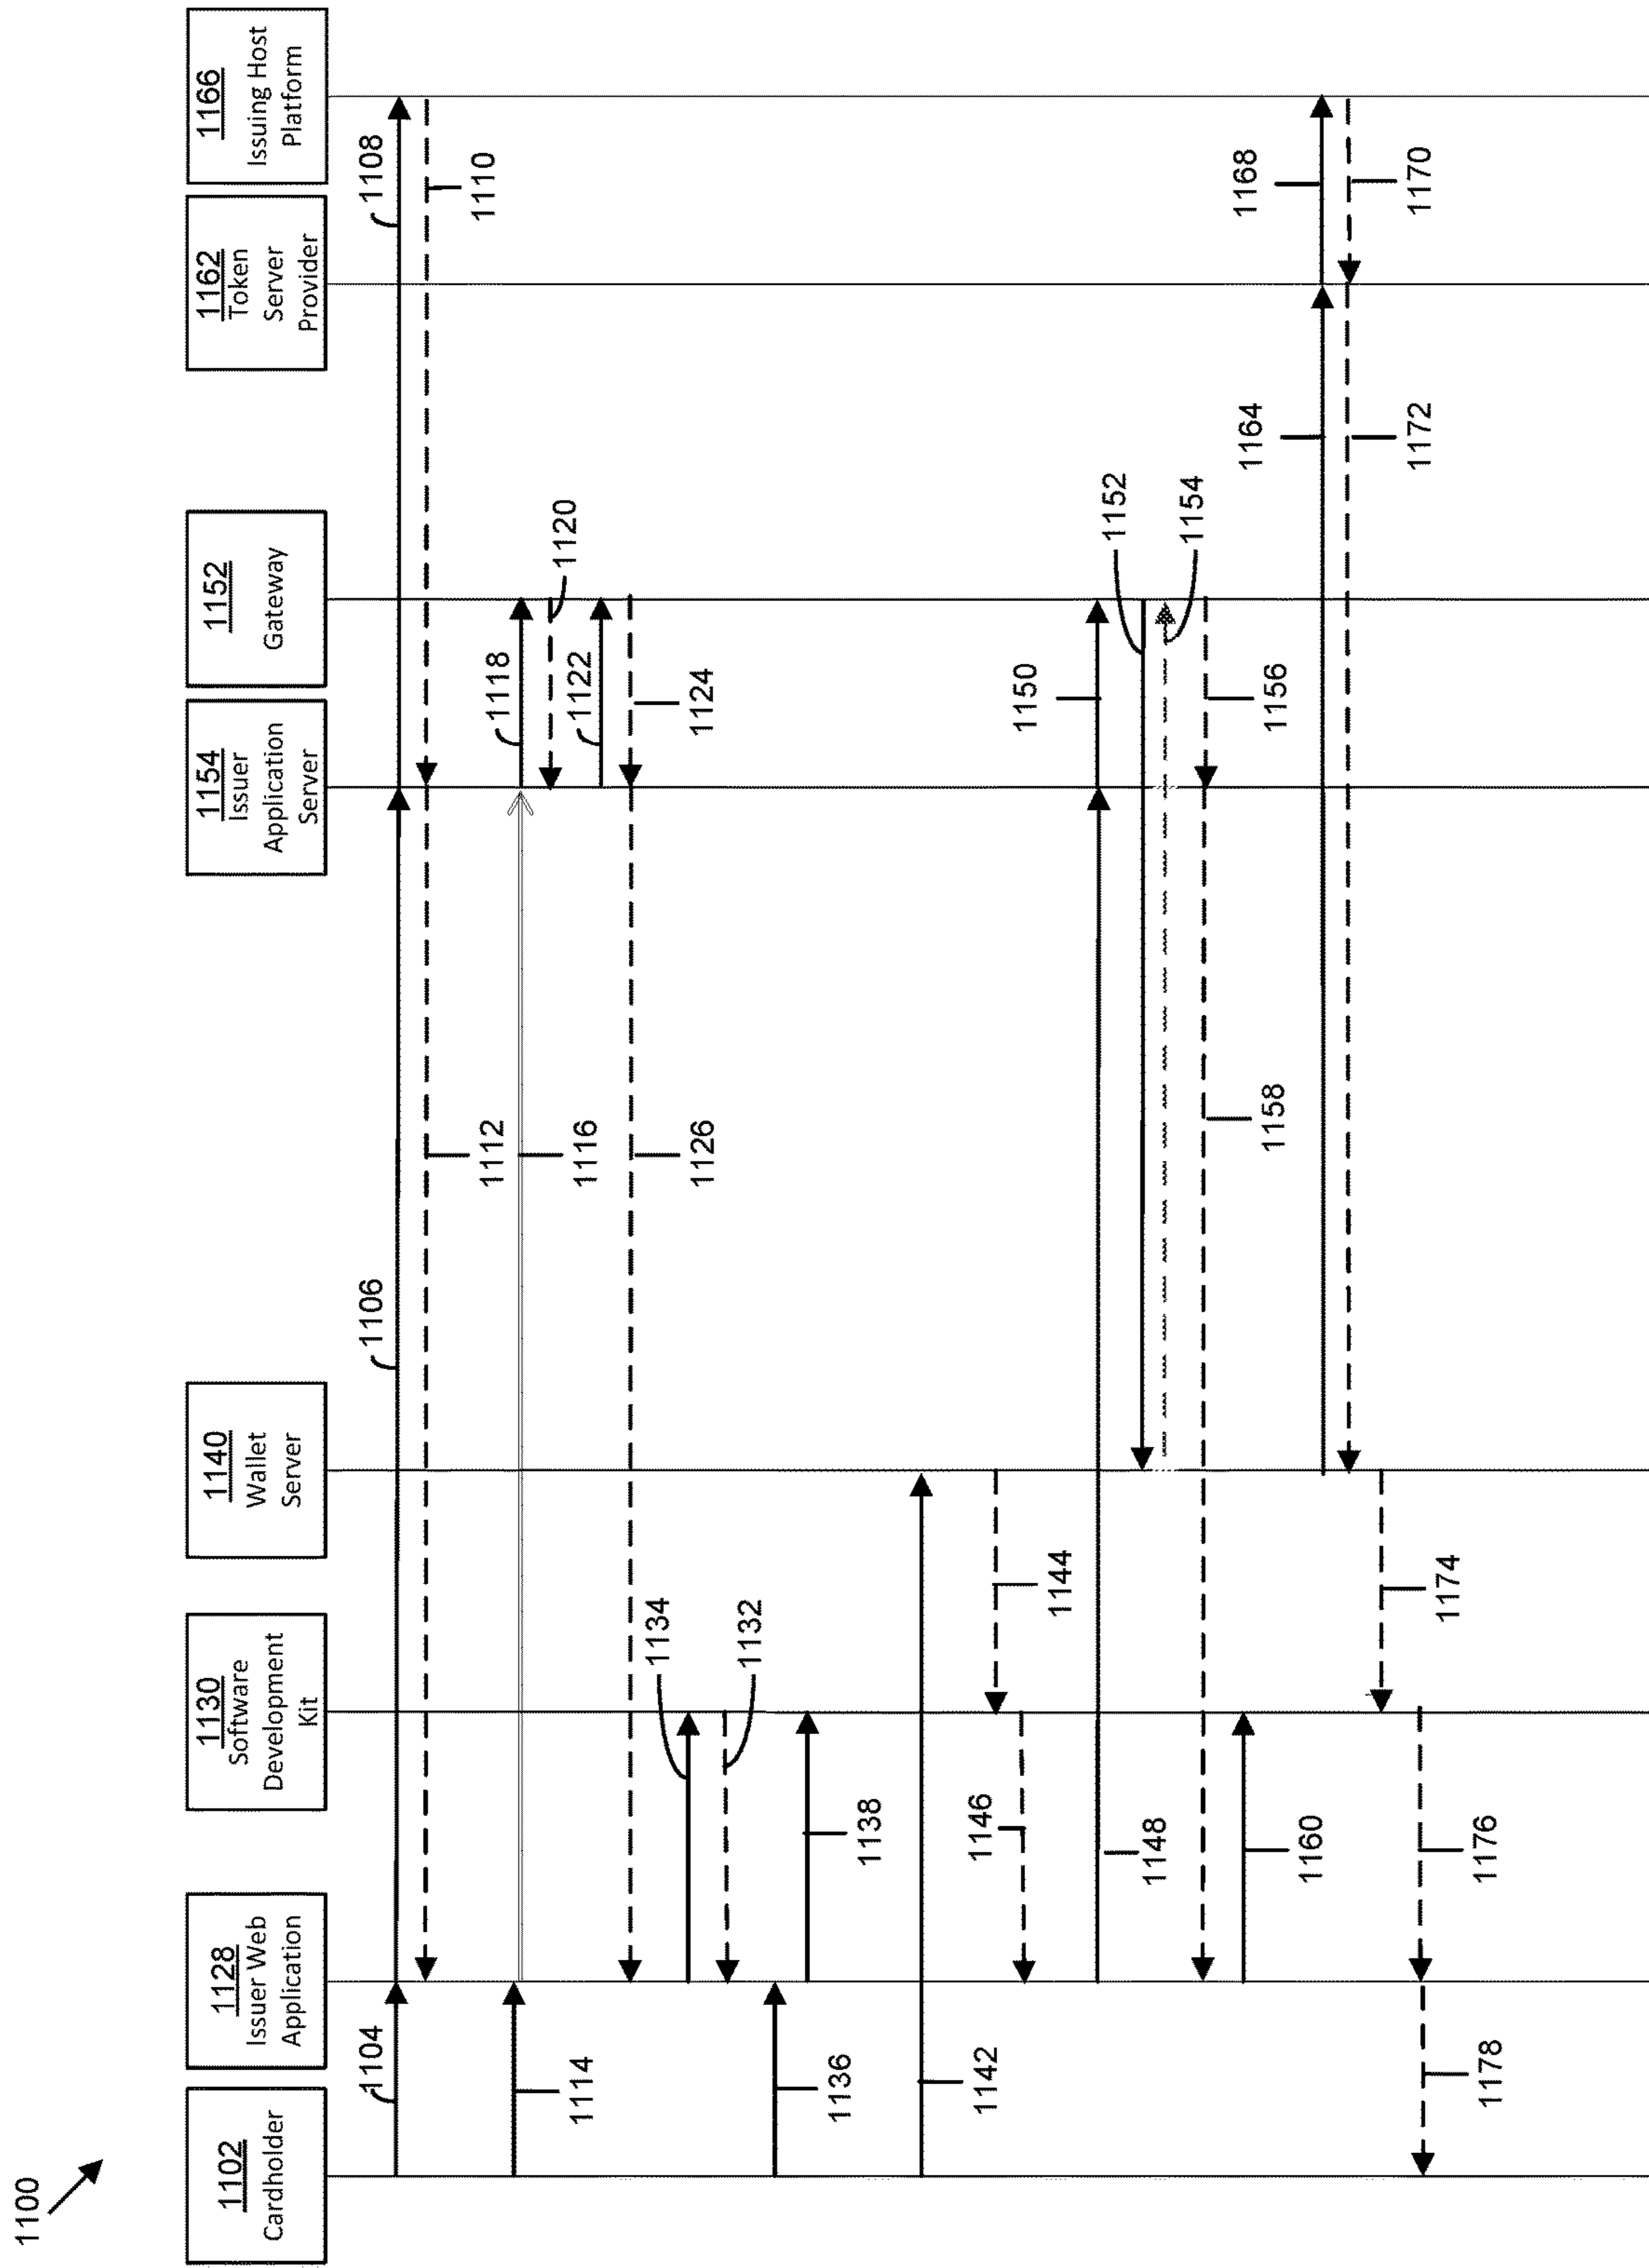 1100
1102
Cardholder
1128
Issuer Web
Application
1130
Software
Development
Kit
1140
Wallet
Server
1154
Issuer
Application
Server
1152
Gateway
1162
Token
Server
Provider
1166
Issuing Host
Platform
1104
1106
1108
1110
1112
1114
1116
1118
1120
1122
1124
1126
1134
1132
1136
1138
1142
1144
1146
1148
1150
1152
1154
1156
1158
1160
1164
1168
1170
1172
1174
1176
1178